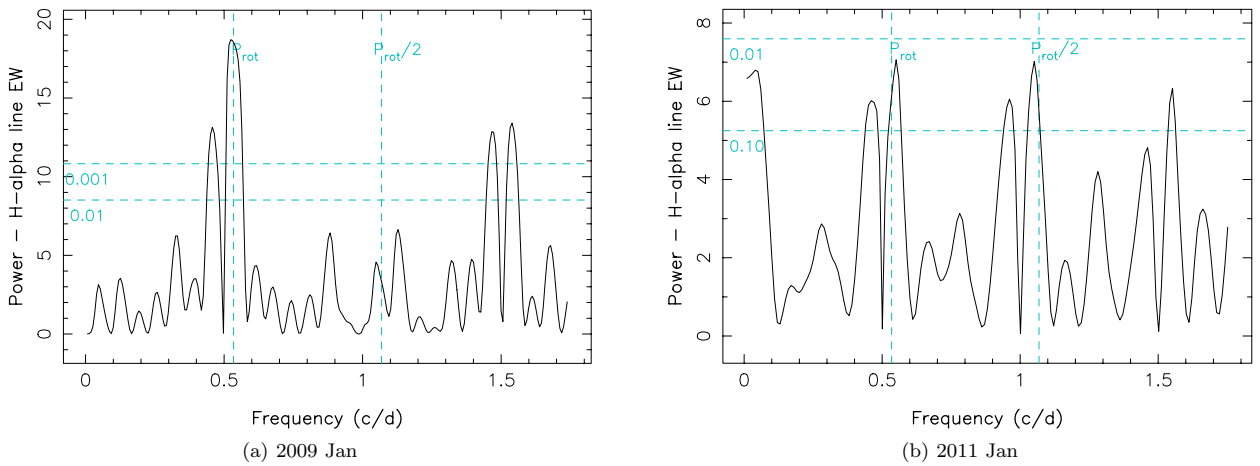 Power – H–alpha line EW
20
15
10
5
0
P_rot
P_rot/2
0.001
0.01
0
0.5
1
1.5
Frequency (c/d)
(a) 2009 Jan
Power – H–alpha line EW
8
6
4
2
0
0.01
P_rot
P_rot/2
0.10
0
0.5
1
1.5
Frequency (c/d)
(b) 2011 Jan